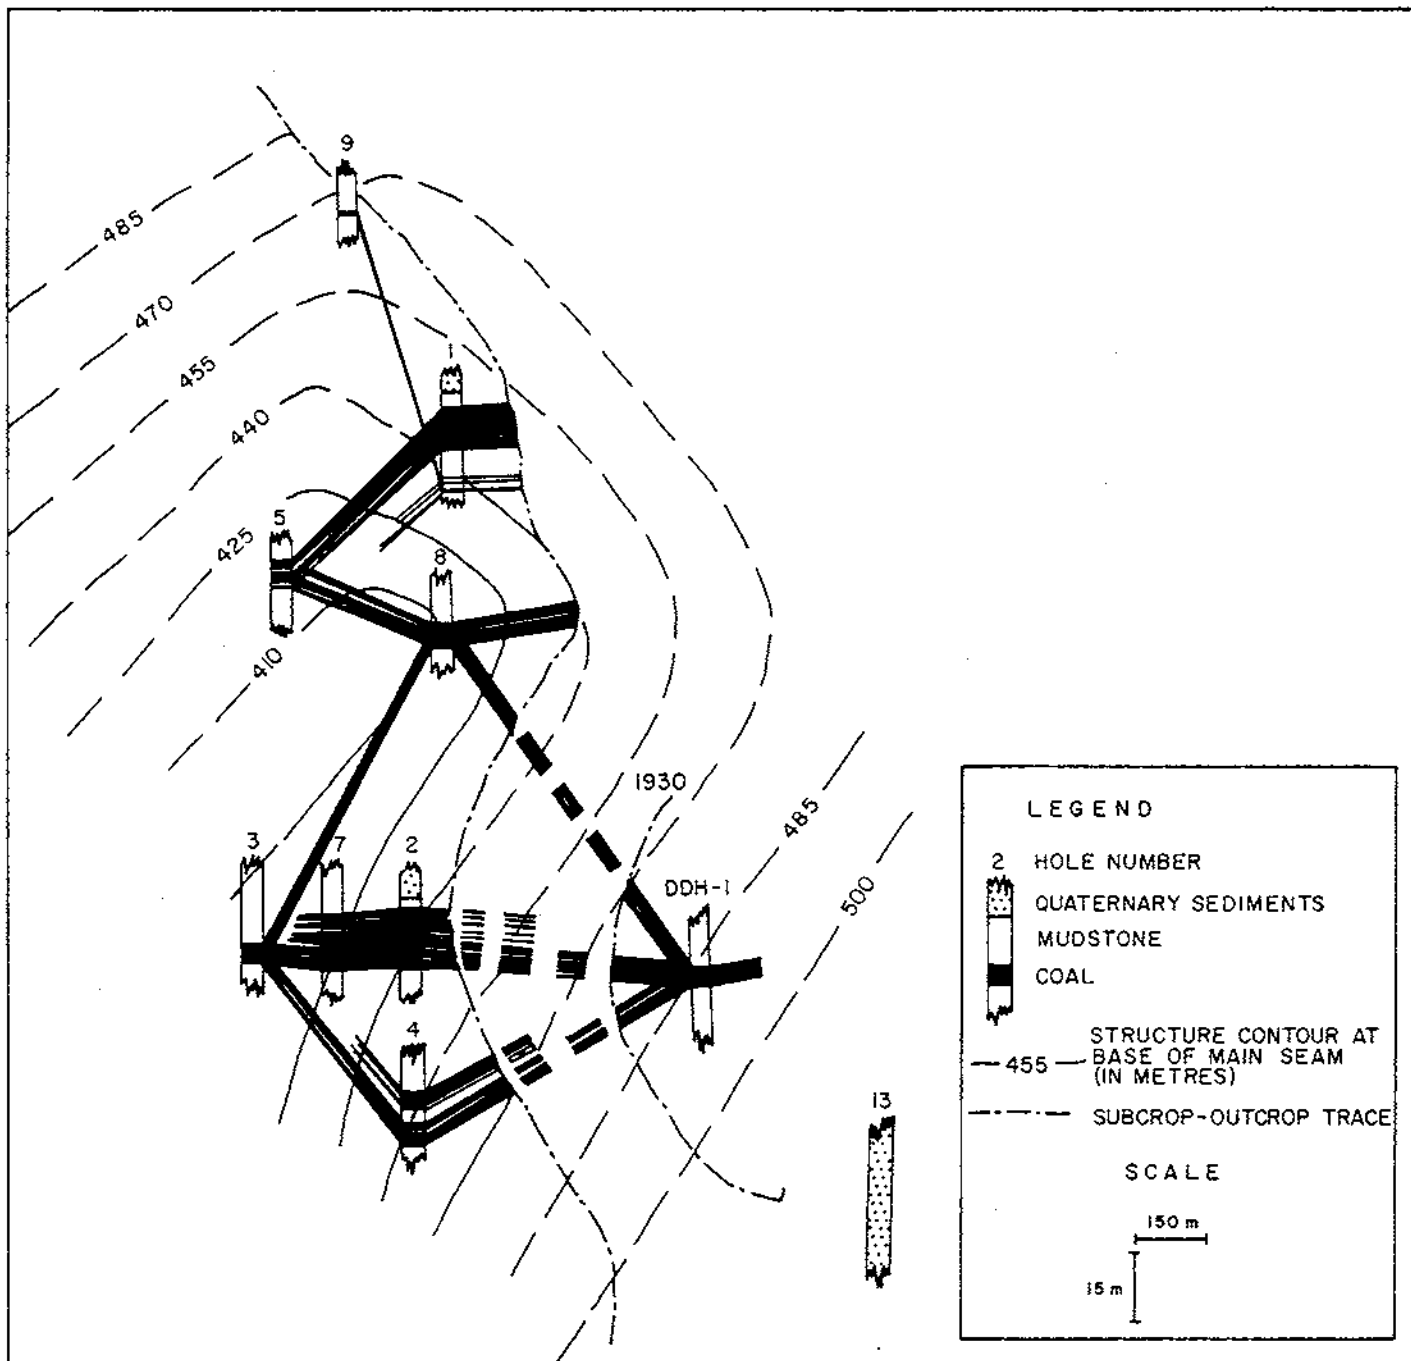 9
485
470
455
1
440
5
425
8
410
1930
485
3
7
2
DDH-1
500
4
13
LEGEND
2 HOLE NUMBER
QUATERNARY SEDIMENTS
MUDSTONE
COAL
455 STRUCTURE CONTOUR AT
BASE OF MAIN SEAM
(IN METRES)
SUBCROP-OUTCROP TRACE
SCALE
150 m
15 m